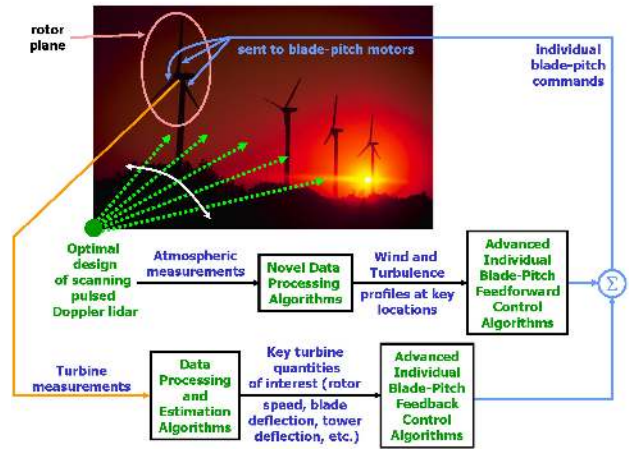 rotor
plane
sent to blade-pitch motors
individual
blade-pitch
commands
Optimal
design
of scanning
pulsed
Doppler lidar
Atmospheric
measurements
Novel Data
Processing
Algorithms
Wind and
Turbulence
profiles at key
locations
Advanced
Individual
Blade-Pitch
Feedforward
Control
Algorithms
Σ
Turbine
measurements
Data
Processing
and
Estimation
Algorithms
Key turbine
quantities
of interest (rotor
speed, blade
deflection, tower
deflection, etc.)
Advanced
Individual
Blade-Pitch
Feedback
Control
Algorithms